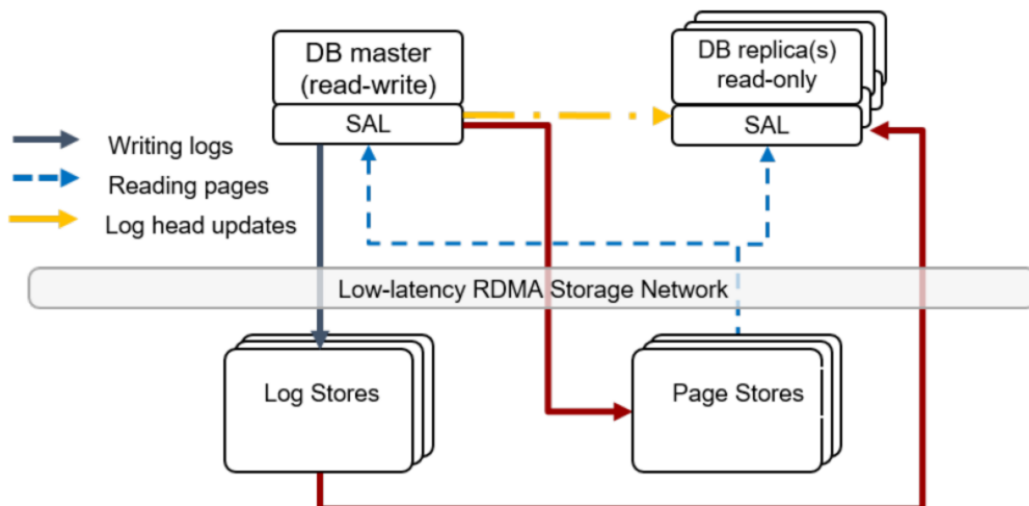 DB master
(read-write)
SAL
DB replica(s)
read-only
SAL
Writing logs
Reading pages
Log head updates
Low-latency RDMA Storage Network
Log Stores
Page Stores